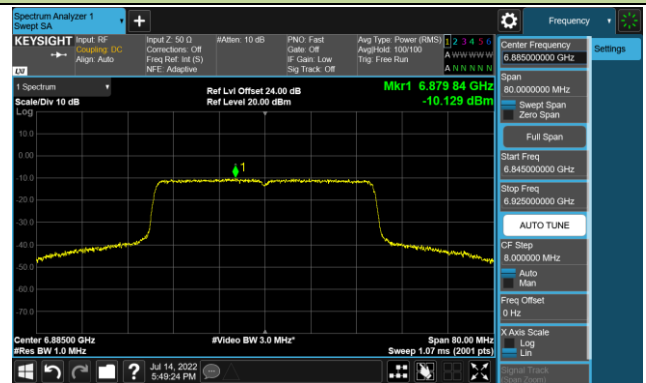 Spectrum Analyzer 1
Swept SA
Frequency
KEYSIGHT
Input: RF
Coupling: DC
Align: Auto
Input Z: 50 Ω
Corrections: Off
Freq Ref: Int (S)
NFE: Adaptive
#Atten: 10 dB
PNO: Fast
Gate: Off
IF Gain: Low
Sig Track: Off
Avg Type: Power (RMS)
Avg|Hold: 100/100
Trig: Free Run
1 2 3 4 5 6
A W W W W W
A N N N N N
LXI
1 Spectrum
Scale/Div 10 dB
Log
Ref Lvl Offset 24.00 dB
Ref Level 20.00 dBm
Mkr1 6.879 84 GHz
-10.129 dBm
10.0
0.00
-10.0
-20.0
-30.0
-40.0
-50.0
-60.0
-70.0
1
Center 6.88500 GHz
#Res BW 1.0 MHz
#Video BW 3.0 MHz*
Span 80.00 MHz
Sweep 1.07 ms (2001 pts)
Jul 14, 2022
5:49:24 PM
?
Center Frequency
6.885000000 GHz
Settings
Span
80.0000000 MHz
Swept Span
Zero Span
Full Span
Start Freq
6.845000000 GHz
Stop Freq
6.925000000 GHz
AUTO TUNE
CF Step
8.000000 MHz
Auto
Man
Freq Offset
0 Hz
X Axis Scale
Log
Lin
Signal Track
(Span Zoom)